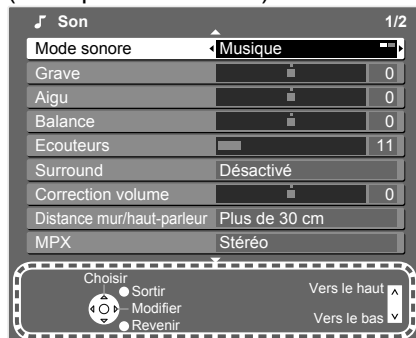 Son 1/2
Mode sonore Musique
Grave 0
Aigu 0
Balance 0
Ecouteurs 11
Surround Désactivé
Correction volume 0
Distance mur/haut-parleur Plus de 30 cm
MPX Stéréo
Choisir
Sortir
Modifier
Revenir
Vers le haut
Vers le bas